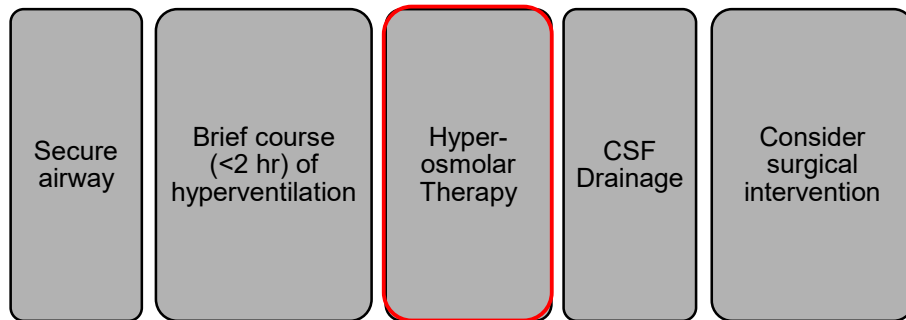 Secure
airway
Brief course
(<2 hr) of
hyperventilation
Hyper-
osmolar
Therapy
CSF
Drainage
Consider
surgical
intervention